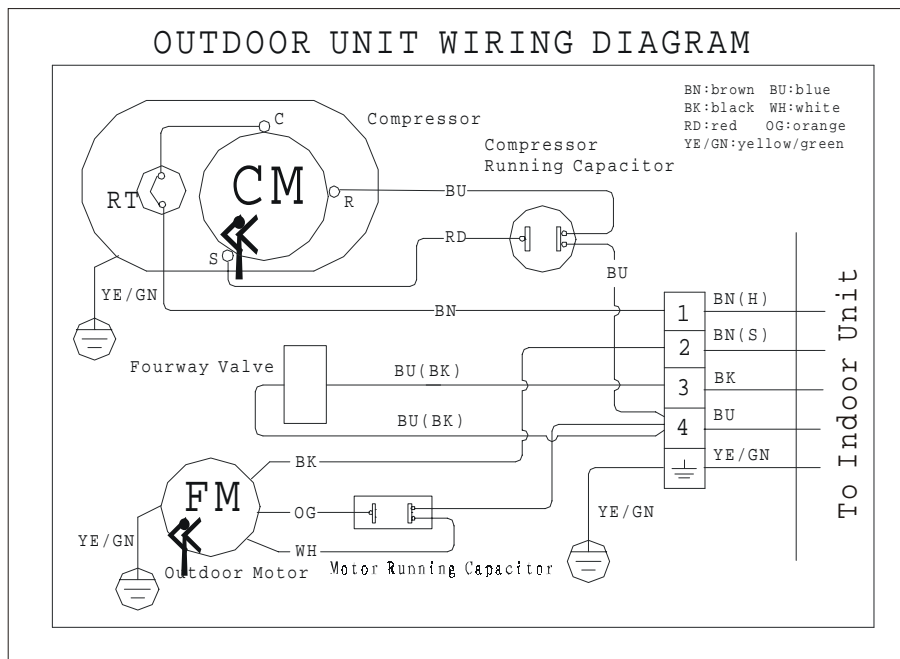 OUTDOOR UNIT WIRING DIAGRAM
BN:brown BU:blue
BK:black WH:white
RD:red OG:orange
YE/GN:yellow/green
C
Compressor
Compressor
Running Capacitor
CM
RT
R
BU
RD
S
BU
YE/GN
BN
1
BN(H)
2
BN(S)
Fourway Valve
BU(BK)
3
BK
BU(BK)
4
BU
BK
YE/GN
FM
OG
YE/GN
YE/GN
WH
Outdoor Motor
Motor Running Capacitor
To Indoor Unit